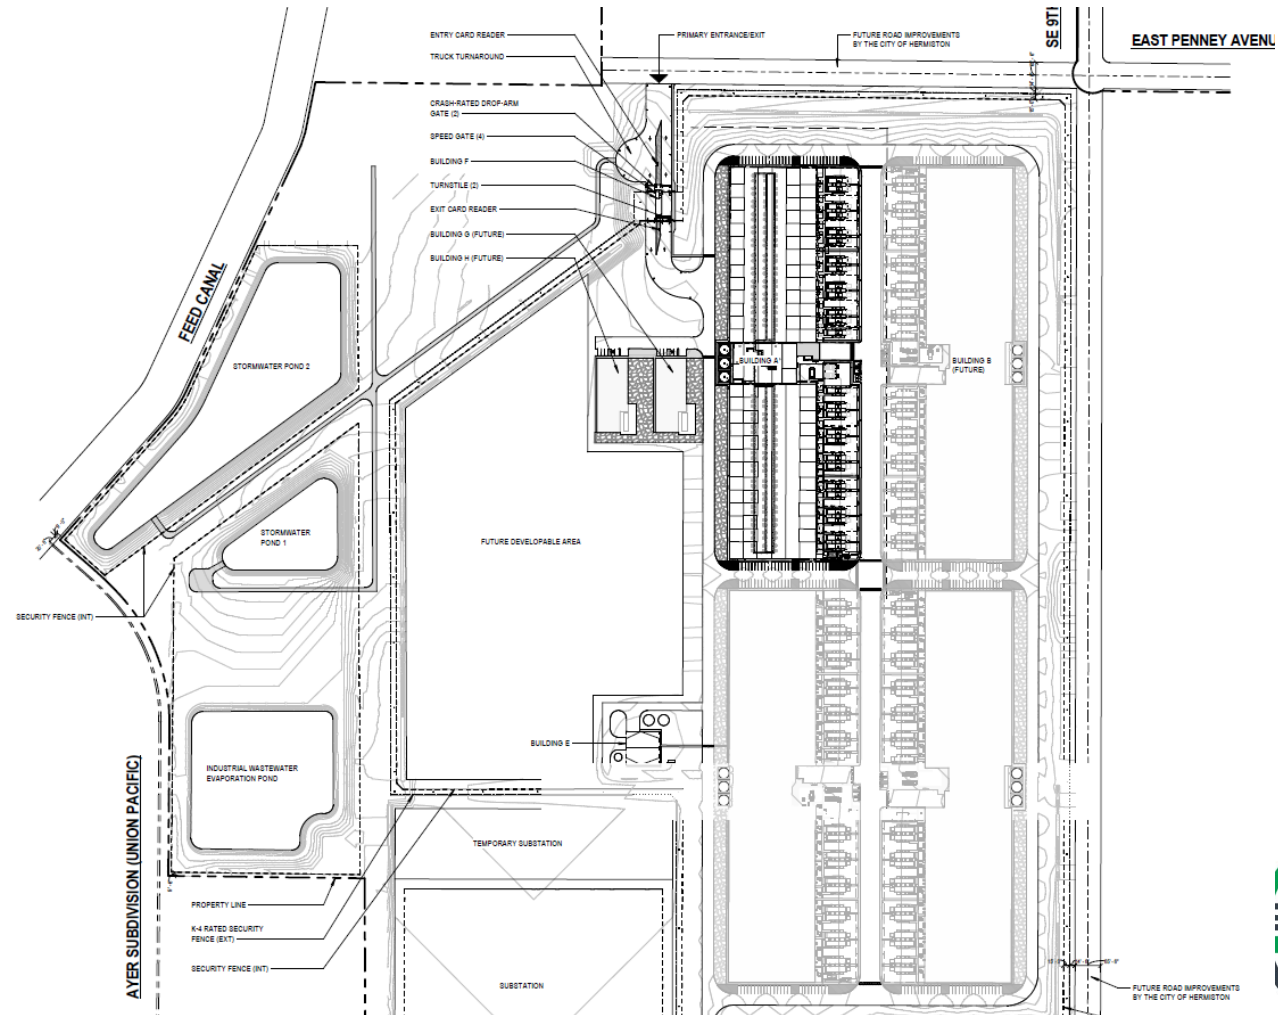 ENTRY CARD READER
TRUCK TURNAROUND
CRASH-RATED DROP-ARM
GATE (2)
SPEED GATE (4)
BUILDING F
TURNSTILE (2)
EXIT CARD READER
BUILDING G (FUTURE)
BUILDING H (FUTURE)
PRIMARY ENTRANCE/EXIT
FUTURE ROAD IMPROVEMENTS
BY THE CITY OF HERMISTON
SE 9TH
EAST PENNEY AVENU
FEED CANAL
STORMWATER POND 2
BUILDING A
BUILDING B
(FUTURE)
STORMWATER
POND 1
FUTURE DEVELOPABLE AREA
SECURITY FENCE (INT)
BUILDING E
INDUSTRIAL WASTEWATER
EVAPORATION POND
AYER SUBDIVISION (UNION PACIFIC)
TEMPORARY SUBSTATION
PROPERTY LINE
K-4 RATED SECURITY
FENCE (EXT)
SECURITY FENCE (INT)
SUBSTATION
FUTURE ROAD IMPROVEMENTS
BY THE CITY OF HERMISTON